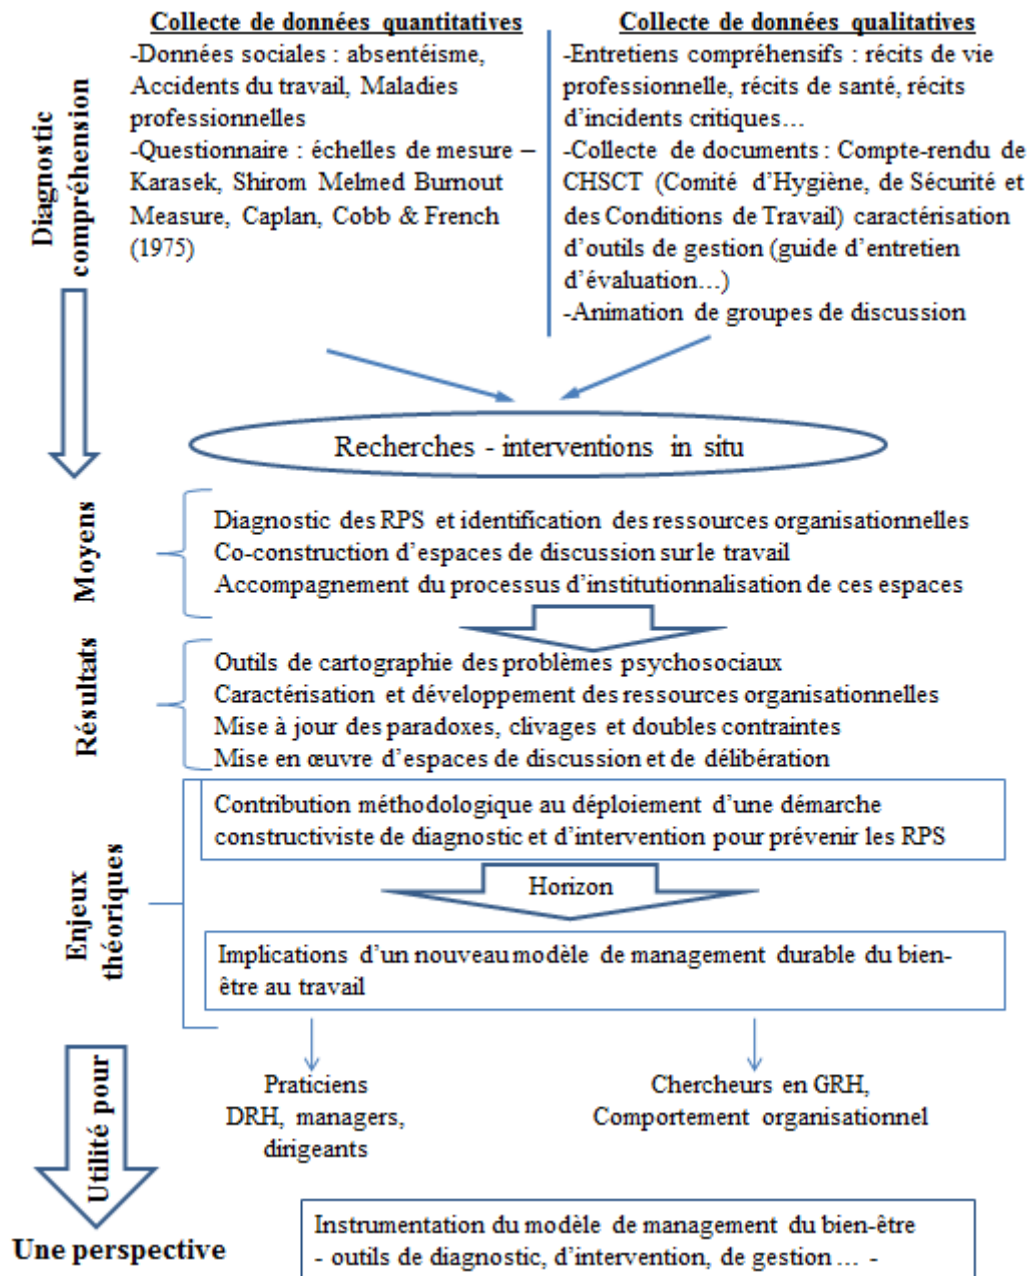 Collecte de données quantitatives
-Données sociales : absentéisme,
Accidents du travail, Maladies
professionnelles
-Questionnaire : échelles de mesure –
Karasek, Shirom Melmed Burnout
Measure, Caplan, Cobb & French
(1975)
Collecte de données qualitatives
-Entretiens compréhensifs : récits de vie
professionnelle, récits de santé, récits
d’incidents critiques…
-Collecte de documents : Compte-rendu de
CHSCT (Comité d’Hygiène, de Sécurité et
des Conditions de Travail) caractérisation
d’outils de gestion (guide d’entretien
d’évaluation…)
-Animation de groupes de discussion
Diagnostic
compréhension
Recherches - interventions in situ
Moyens
Diagnostic des RPS et identification des ressources organisationnelles
Co-construction d’espaces de discussion sur le travail
Accompagnement du processus d’institutionnalisation de ces espaces
Résultats
Outils de cartographie des problèmes psychosociaux
Caractérisation et développement des ressources organisationnelles
Mise à jour des paradoxes, clivages et doubles contraintes
Mise en œuvre d’espaces de discussion et de délibération
Enjeux
théoriques
Contribution méthodologique au déploiement d’une démarche
constructiviste de diagnostic et d’intervention pour prévenir les RPS
Horizon
Implications d’un nouveau modèle de management durable du bien-
être au travail
Utilité pour
Praticiens
DRH, managers,
dirigeants
Chercheurs en GRH,
Comportement organisationnel
Une perspective
Instrumentation du modèle de management du bien-être
- outils de diagnostic, d’intervention, de gestion … -